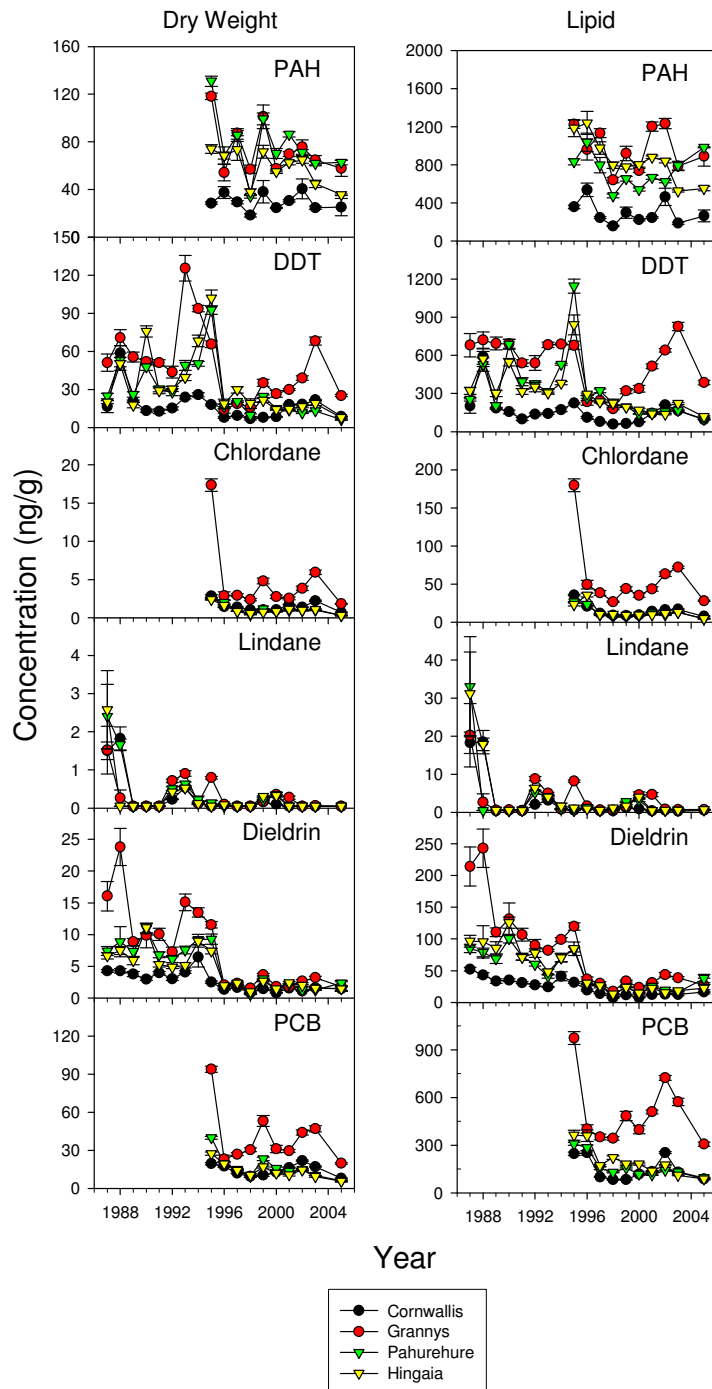 Dry Weight
Lipid
Concentration (ng/g)
160
120
80
40
0
PAH
2000
1600
1200
800
400
0
PAH
150
120
90
60
30
0
DDT
1200
900
600
300
0
DDT
20
15
10
5
0
Chlordane
200
150
100
50
0
Chlordane
4
3
2
1
0
Lindane
40
30
20
10
0
Lindane
25
20
15
10
5
0
Dieldrin
250
200
150
100
50
0
Dieldrin
120
90
60
30
0
PCB
900
600
300
0
PCB
1988 1992 1996 2000 2004
1988 1992 1996 2000 2004
Year
Cornwallis
Grannys
Pahurehure
Hingaia